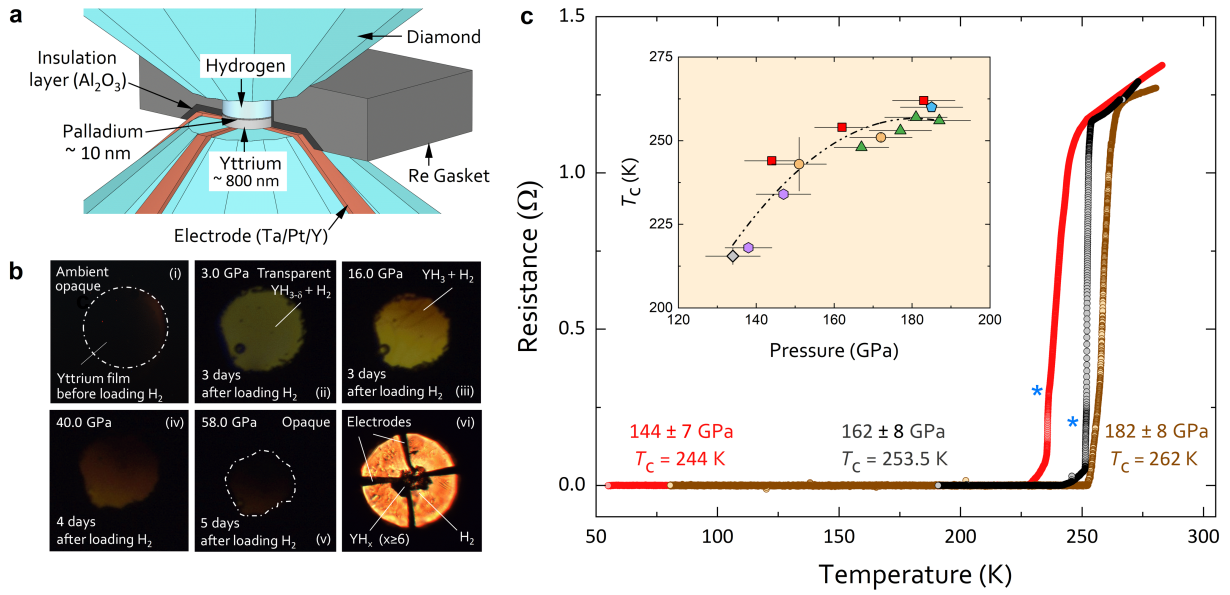 a
Diamond
Hydrogen
Insulation
layer (Al₂O₃)
Palladium
~ 10 nm
Yttrium
~ 800 nm
Re Gasket
Electrode (Ta/Pt/Y)
b
Ambient
opaque
(i)
Yttrium film
before loading H₂
3.0 GPa
Transparent
YH₃₋δ + H₂
3 days
after loading H₂
(ii)
16.0 GPa
YH₃ + H₂
3 days
after loading H₂
(iii)
40.0 GPa
(iv)
4 days
after loading H₂
58.0 GPa
Opaque
5 days
after loading H₂
(v)
Electrodes
(vi)
YHₓ (x≥6)
H₂
c
Resistance (Ω)
1.5
1.0
0.5
0.0
50
100
150
200
250
300
Temperature (K)
T_C (K)
275
250
225
200
120
140
160
180
200
Pressure (GPa)
*
*
144 ± 7 GPa
T_C = 244 K
162 ± 8 GPa
T_C = 253.5 K
182 ± 8 GPa
T_C = 262 K